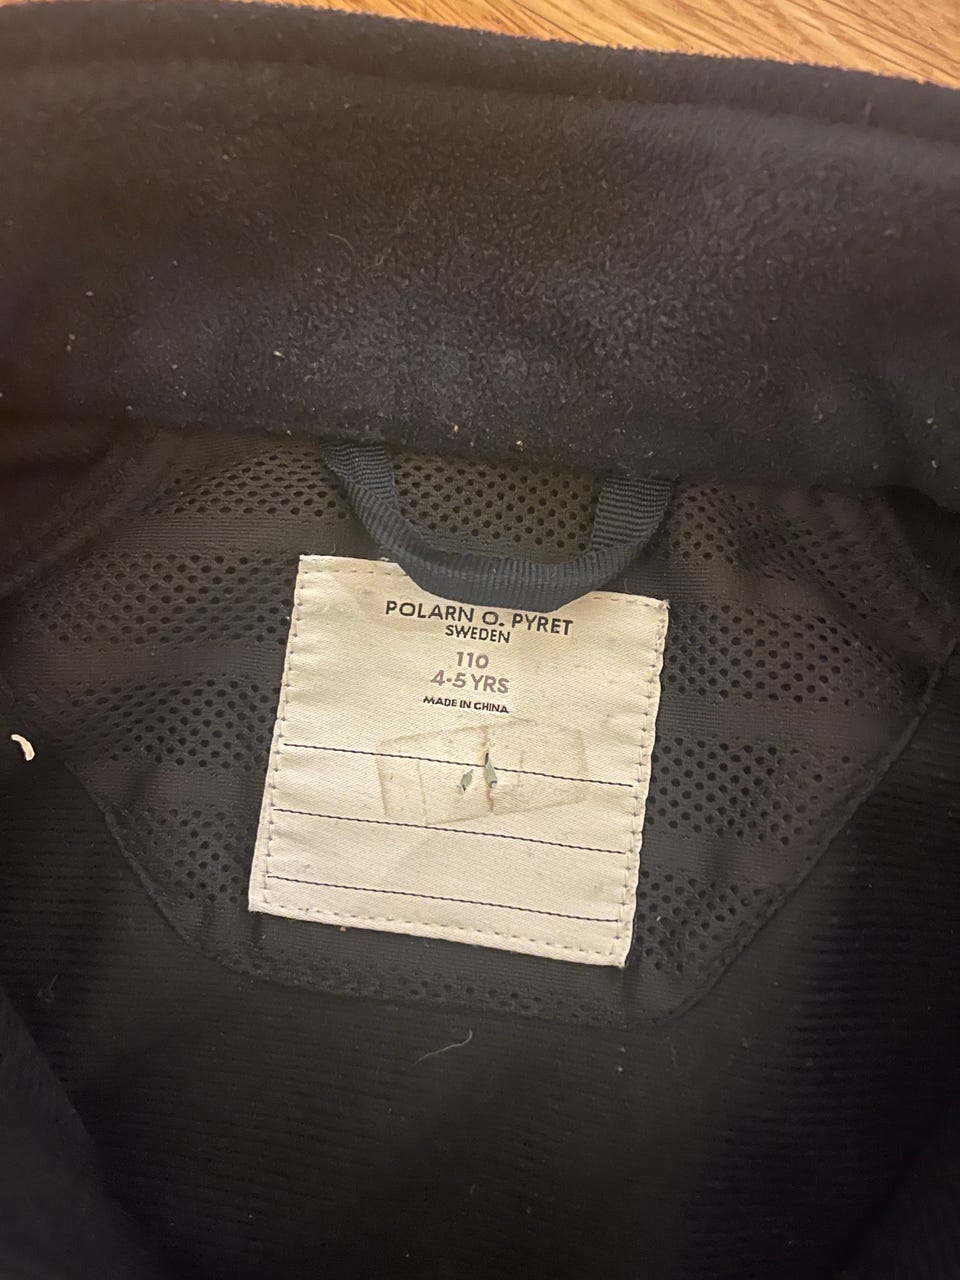 POLARN O. PYRET
SWEDEN
110
4-5 YRS
MADE IN CHINA